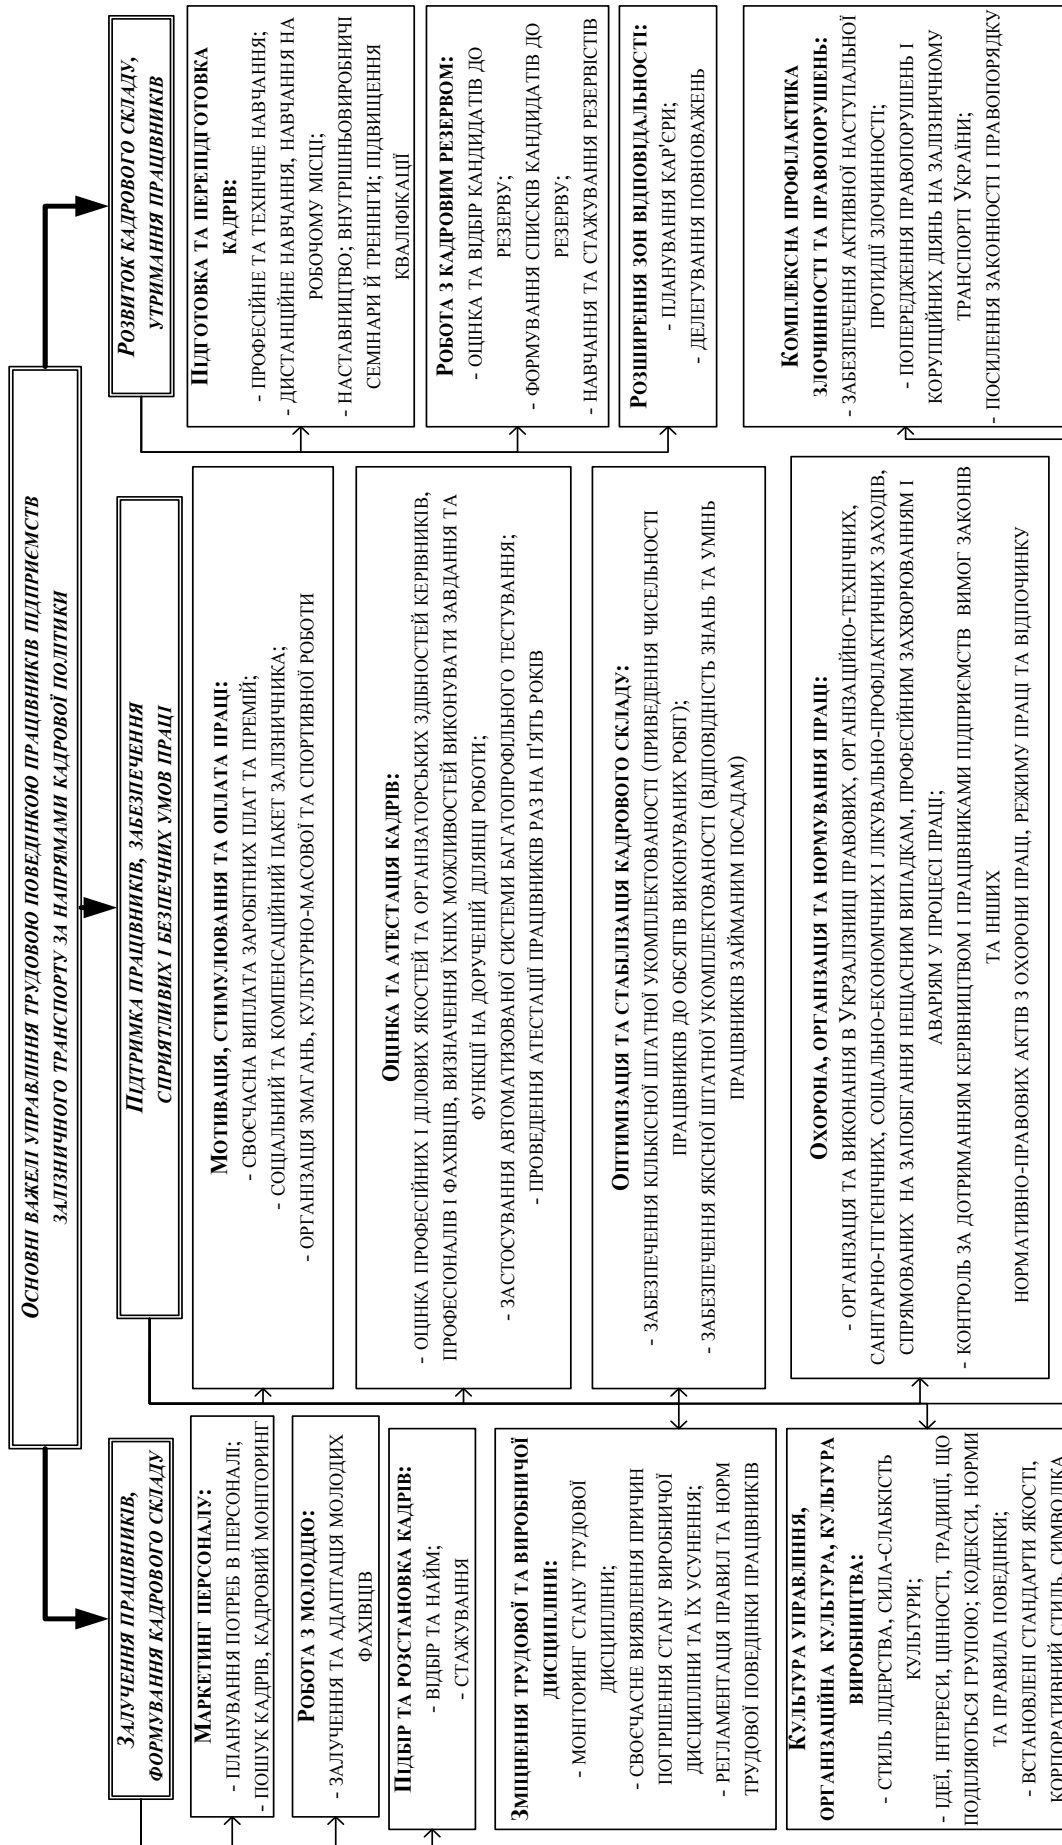 ОСНОВНІ ВАЖЕЛІ УПРАВЛІННЯ ТРУДОВОЮ ПОВЕДІНКОЮ ПРАЦІВНИКІВ ПІДПРИЄМСТВ
ЗАЛІЗНИЧНОГО ТРАНСПОРТУ ЗА НАПРЯМАМИ КАДРОВОЇ ПОЛІТИКИ
ЗАЛУЧЕННЯ ПРАЦІВНИКІВ,
ФОРМУВАННЯ КАДРОВОГО СКЛАДУ
МАРКЕТИНГ ПЕРСОНАЛУ:
- ПЛАНУВАННЯ ПОТРЕБ В ПЕРСОНАЛІ;
- ПОШУК КАДРІВ, КАДРОВИЙ МОНІТОРИНГ
РОБОТА З МОЛОДДЮ:
- ЗАЛУЧЕННЯ ТА АДАПТАЦІЯ МОЛОДИХ
ФАХІВЦІВ
ПІДБІР ТА РОЗСТАНОВКА КАДРІВ:
- ВІДБІР ТА НАЙМ;
- СТАЖУВАННЯ
ЗМІЦНЕННЯ ТРУДОВОЇ ТА ВИРОБНИЧОЇ
ДИСЦИПЛІНИ:
- МОНІТОРИНГ СТАНУ ТРУДОВОЇ
ДИСЦИПЛІНИ;
- СВОЄЧАСНЕ ВИЯВЛЕННЯ ПРИЧИН
ПОГІРШЕННЯ СТАНУ ВИРОБНИЧОЇ
ДИСЦИПЛІНИ ТА ЇХ УСУНЕННЯ;
- РЕГЛАМЕНТАЦІЯ ПРАВИЛ ТА НОРМ
ТРУДОВОЇ ПОВЕДІНКИ ПРАЦІВНИКІВ
КУЛЬТУРА УПРАВЛІННЯ,
ОРГАНІЗАЦІЙНА КУЛЬТУРА, КУЛЬТУРА
ВИРОБНИЦТВА:
- СТИЛЬ ЛІДЕРСТВА, СИЛА-СЛАБКІСТЬ
КУЛЬТУРИ;
- ІДЕЇ, ІНТЕРЕСИ, ЦІННОСТІ, ТРАДИЦІЇ, ЩО
ПОДІЛЯЮТЬСЯ ГРУПОЮ; КОДЕКСИ, НОРМИ
ТА ПРАВИЛА ПОВЕДІНКИ;
- ВСТАНОВЛЕНІ СТАНДАРТИ ЯКОСТІ,
КОРПОРАТИВНИЙ СТИЛЬ, СИМВОЛІКА
ПІДТРИМКА ПРАЦІВНИКІВ, ЗАБЕЗПЕЧЕННЯ
СПРИЯТЛИВИХ І БЕЗПЕЧНИХ УМОВ ПРАЦІ
МОТИВАЦІЯ, СТИМУЛЮВАННЯ ТА ОПЛАТА ПРАЦІ:
- СВОЄЧАСНА ВИПЛАТА ЗАРОБІТНИХ ПЛАТ ТА ПРЕМІЙ;
- СОЦІАЛЬНИЙ ТА КОМПЕНСАЦІЙНИЙ ПАКЕТ ЗАЛІЗНИЧНИКА;
- ОРГАНІЗАЦІЯ ЗМАГАНЬ, КУЛЬТУРНО-МАСОВОЇ ТА СПОРТИВНОЇ РОБОТИ
ОЦІНКА ТА АТЕСТАЦІЯ КАДРІВ:
- ОЦІНКА ПРОФЕСІЙНИХ І ДІЛОВИХ ЯКОСТЕЙ ТА ОРГАНІЗАТОРСЬКИХ ЗДІБНОСТЕЙ КЕРІВНИКІВ,
ПРОФЕСІОНАЛІВ І ФАХІВЦІВ, ВИЗНАЧЕННЯ ЇХНІХ МОЖЛИВОСТЕЙ ВИКОНУВАТИ ЗАВДАННЯ ТА
ФУНКЦІЇ НА ДОРУЧЕНІЙ ДІЛЯНЦІ РОБОТИ;
- ЗАСТОСУВАННЯ АВТОМАТИЗОВАНОЇ СИСТЕМИ БАГАТОПРОФІЛЬНОГО ТЕСТУВАННЯ;
- ПРОВЕДЕННЯ АТЕСТАЦІЇ ПРАЦІВНИКІВ РАЗ НА П'ЯТЬ РОКІВ
ОПТИМІЗАЦІЯ ТА СТАБІЛІЗАЦІЯ КАДРОВОГО СКЛАДУ:
- ЗАБЕЗПЕЧЕННЯ КІЛЬКІСНОЇ ШТАТНОЇ УКОМПЛЕКТОВАНОСТІ (ПРИВЕДЕННЯ ЧИСЕЛЬНОСТІ
ПРАЦІВНИКІВ ДО ОБСЯГІВ ВИКОНУВАНИХ РОБІТ);
- ЗАБЕЗПЕЧЕННЯ ЯКІСНОЇ ШТАТНОЇ УКОМПЛЕКТОВАНОСТІ (ВІДПОВІДНІСТЬ ЗНАНЬ ТА УМІНЬ
ПРАЦІВНИКІВ ЗАЙМАНИМ ПОСАДАМ)
ОХОРОНА, ОРГАНІЗАЦІЯ ТА НОРМУВАННЯ ПРАЦІ:
- ОРГАНІЗАЦІЯ ТА ВИКОНАННЯ В УКРЗАЛІЗНИЦІ ПРАВОВИХ, ОРГАНІЗАЦІЙНО-ТЕХНІЧНИХ,
САНІТАРНО-ГІГІЄНІЧНИХ, СОЦІАЛЬНО-ЕКОНОМІЧНИХ І ЛІКУВАЛЬНО-ПРОФІЛАКТИЧНИХ ЗАХОДІВ,
СПРЯМОВАНИХ НА ЗАПОБІГАННЯ НЕЩАСНИМ ВИПАДКАМ, ПРОФЕСІЙНИМ ЗАХВОРЮВАННЯМ І
АВАРІЯМ У ПРОЦЕСІ ПРАЦІ;
- КОНТРОЛЬ ЗА ДОТРИМАННЯМ КЕРІВНИЦТВОМ І ПРАЦІВНИКАМИ ПІДПРИЄМСТВ ВИМОГ ЗАКОНІВ
ТА ІНШИХ
НОРМАТИВНО-ПРАВОВИХ АКТІВ З ОХОРОНИ ПРАЦІ, РЕЖИМУ ПРАЦІ ТА ВІДПОЧИНКУ
РОЗВИТОК КАДРОВОГО СКЛАДУ,
УТРИМАННЯ ПРАЦІВНИКІВ
ПІДГОТОВКА ТА ПЕРЕПІДГОТОВКА
КАДРІВ:
- ПРОФЕСІЙНЕ ТА ТЕХНІЧНЕ НАВЧАННЯ;
- ДИСТАНЦІЙНЕ НАВЧАННЯ, НАВЧАННЯ НА
РОБОЧОМУ МІСЦІ;
- НАСТАВНИЦТВО; ВНУТРІШНЬОВИРОБНИЧІ
СЕМІНАРИ Й ТРЕНІНГИ; ПІДВИЩЕННЯ
КВАЛІФІКАЦІЇ
РОБОТА З КАДРОВИМ РЕЗЕРВОМ:
- ОЦІНКА ТА ВІДБІР КАНДИДАТІВ ДО
РЕЗЕРВУ;
- ФОРМУВАННЯ СПИСКІВ КАНДИДАТІВ ДО
РЕЗЕРВУ;
- НАВЧАННЯ ТА СТАЖУВАННЯ РЕЗЕРВІСТІВ
РОЗШИРЕННЯ ЗОН ВІДПОВІДАЛЬНОСТІ:
- ПЛАНУВАННЯ КАР'ЄРИ;
- ДЕЛЕГУВАННЯ ПОВНОВАЖЕНЬ
КОМПЛЕКСНА ПРОФІЛАКТИКА
ЗЛОЧИННОСТІ ТА ПРАВОПОРУШЕНЬ:
- ЗАБЕЗПЕЧЕННЯ АКТИВНОЇ НАСТУПАЛЬНОЇ
ПРОТИДІЇ ЗЛОЧИННОСТІ;
- ПОПЕРЕДЖЕННЯ ПРАВОПОРУШЕНЬ І
КОРУПЦІЙНИХ ДІЯНЬ НА ЗАЛІЗНИЧНОМУ
ТРАНСПОРТІ УКРАЇНИ;
- ПОСИЛЕННЯ ЗАКОННОСТІ І ПРАВОПОРЯДКУ